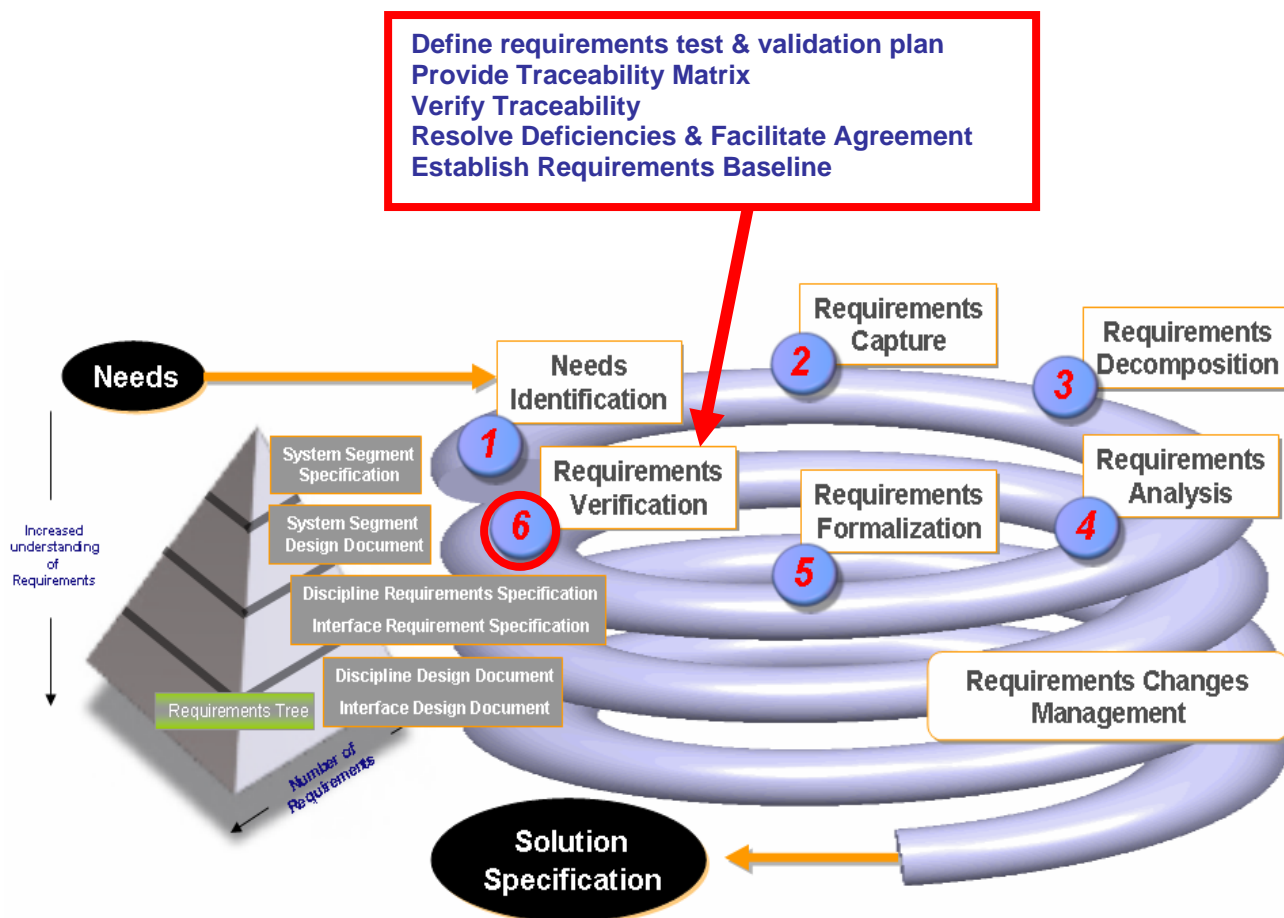 Define requirements test & validation plan
Provide Traceability Matrix
Verify Traceability
Resolve Deficiencies & Facilitate Agreement
Establish Requirements Baseline
Needs
Needs
Identification
1
Requirements
Capture
2
Requirements
Decomposition
3
Requirements
Analysis
4
Requirements
Formalization
5
Requirements
Verification
6
Increased
understanding
of
Requirements
System Segment
Specification
System Segment
Design Document
Discipline Requirements Specification
Interface Requirement Specification
Discipline Design Document
Interface Design Document
Requirements Tree
Number of
Requirements
Requirements Changes
Management
Solution
Specification